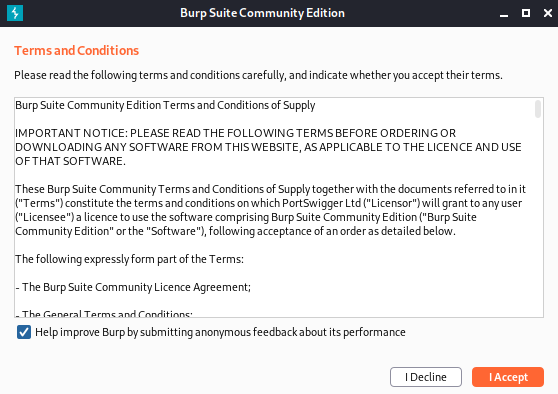 Burp Suite Community Edition
Terms and Conditions
Please read the following terms and conditions carefully, and indicate whether you accept their terms.
Burp Suite Community Edition Terms and Conditions of Supply
IMPORTANT NOTICE: PLEASE READ THE FOLLOWING TERMS BEFORE ORDERING OR
DOWNLOADING ANY SOFTWARE FROM THIS WEBSITE, AS APPLICABLE TO THE LICENCE AND USE
OF THAT SOFTWARE.
These Burp Suite Community Terms and Conditions of Supply together with the documents referred to in it
("Terms") constitute the terms and conditions on which PortSwigger Ltd ("Licensor") will grant to any user
("Licensee") a licence to use the software comprising Burp Suite Community Edition ("Burp Suite
Community Edition" or the "Software"), following acceptance of an order as detailed below.
The following expressly form part of the Terms:
- The Burp Suite Community Licence Agreement;
- The General Terms and Conditions;
Help improve Burp by submitting anonymous feedback about its performance
I Decline
I Accept